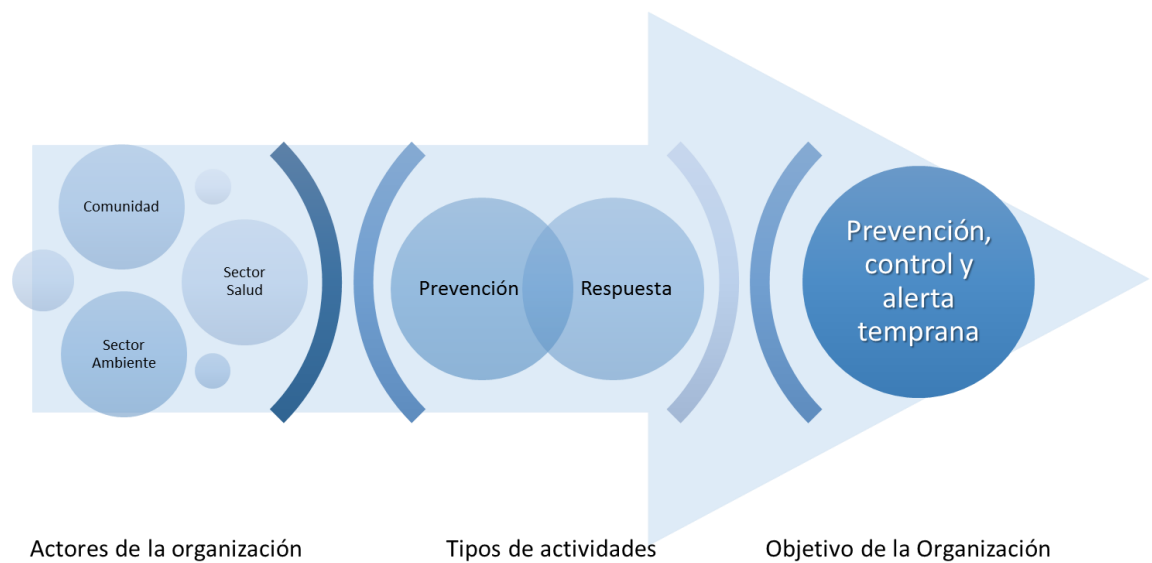 Comunidad
Sector
Salud
Sector
Ambiente
Prevención
Respuesta
Prevención,
control y
alerta
temprana
Actores de la organización
Tipos de actividades
Objetivo de la Organización